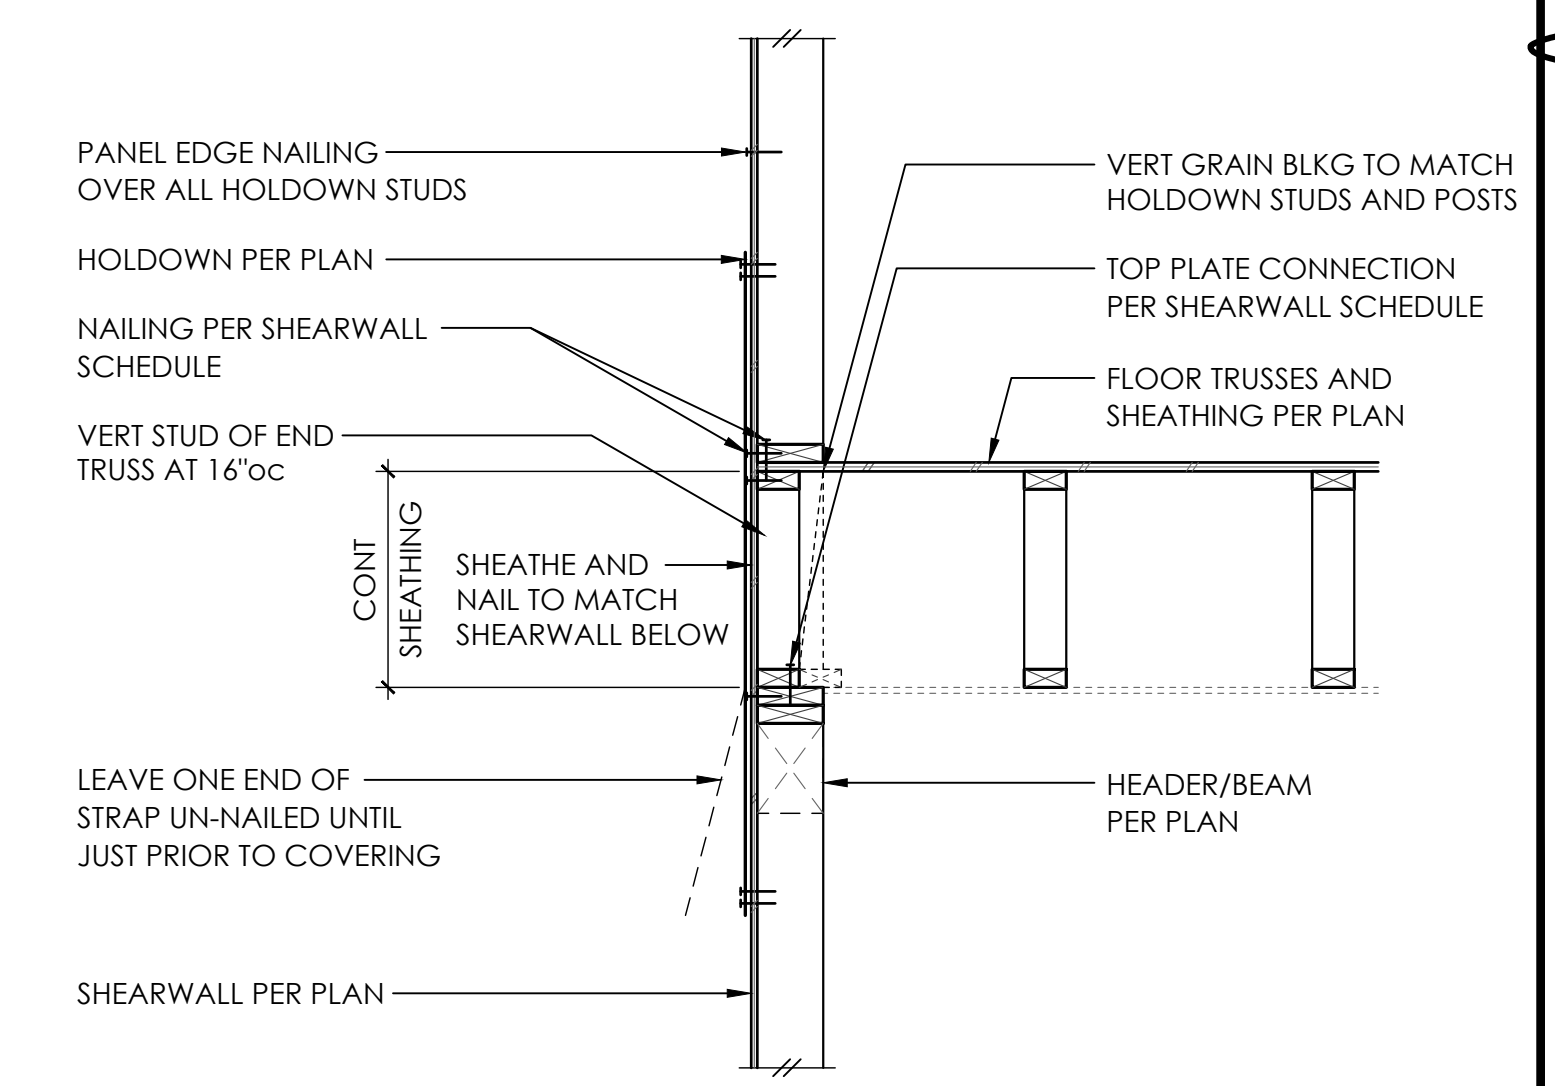 PANEL EDGE NAILING
OVER ALL HOLDOWN STUDS
HOLDOWN PER PLAN
NAILING PER SHEARWALL
SCHEDULE
VERT STUD OF END
TRUSS AT 16"oc
CONT
SHEATHING
SHEATHE AND
NAIL TO MATCH
SHEARWALL BELOW
LEAVE ONE END OF
STRAP UN-NAILED UNTIL
JUST PRIOR TO COVERING
SHEARWALL PER PLAN
VERT GRAIN BLKG TO MATCH
HOLDOWN STUDS AND POSTS
TOP PLATE CONNECTION
PER SHEARWALL SCHEDULE
FLOOR TRUSSES AND
SHEATHING PER PLAN
HEADER/BEAM
PER PLAN